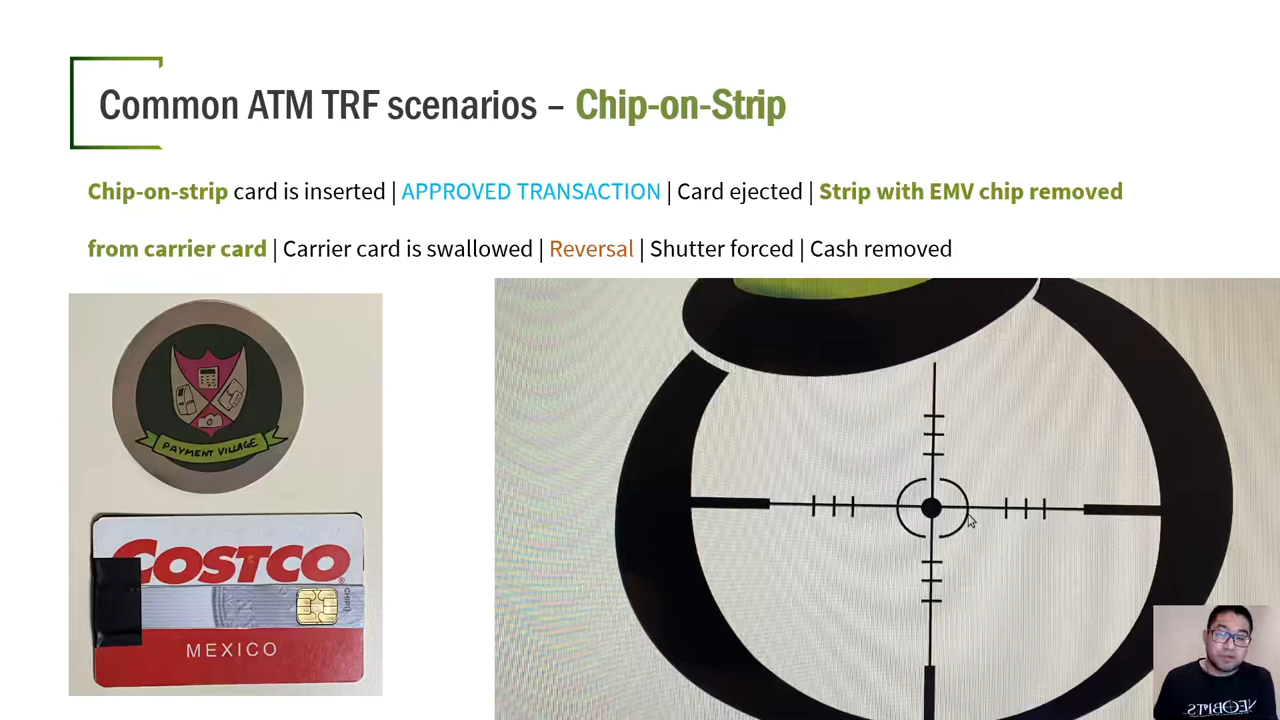 Common ATM TRF scenarios – Chip-on-Strip
Chip-on-strip card is inserted | APPROVED TRANSACTION | Card ejected | Strip with EMV chip removed
from carrier card | Carrier card is swallowed | Reversal | Shutter forced | Cash removed
PAYMENT VILLAGE
COSTCO
®
CHIPU
MEXICO
NEOBITS